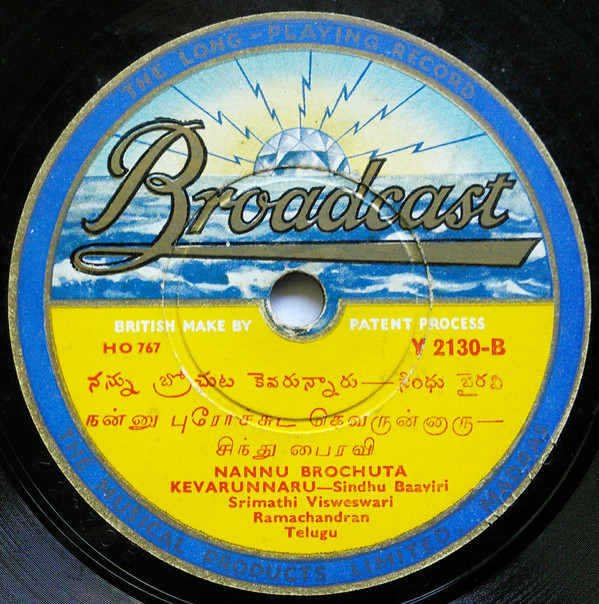 THE LONG-PLAYING RECORD
Broadcast
BRITISH MAKE BY PATENT PROCESS
HO 767 Y 2130-B
నన్ను బ్రోచుట కెవరున్నారు—సింధు బైరవి
நன்னு புரோச்சுட கெவருன்னாரு—
சிந்து பைரவி
NANNU BROCHUTA
KEVARUNNARU—Sindhu Baaviri
Srimathi Visweswari
Ramachandran
Telugu
THE MUSICAL PRODUCTS LIMITED MADRAS